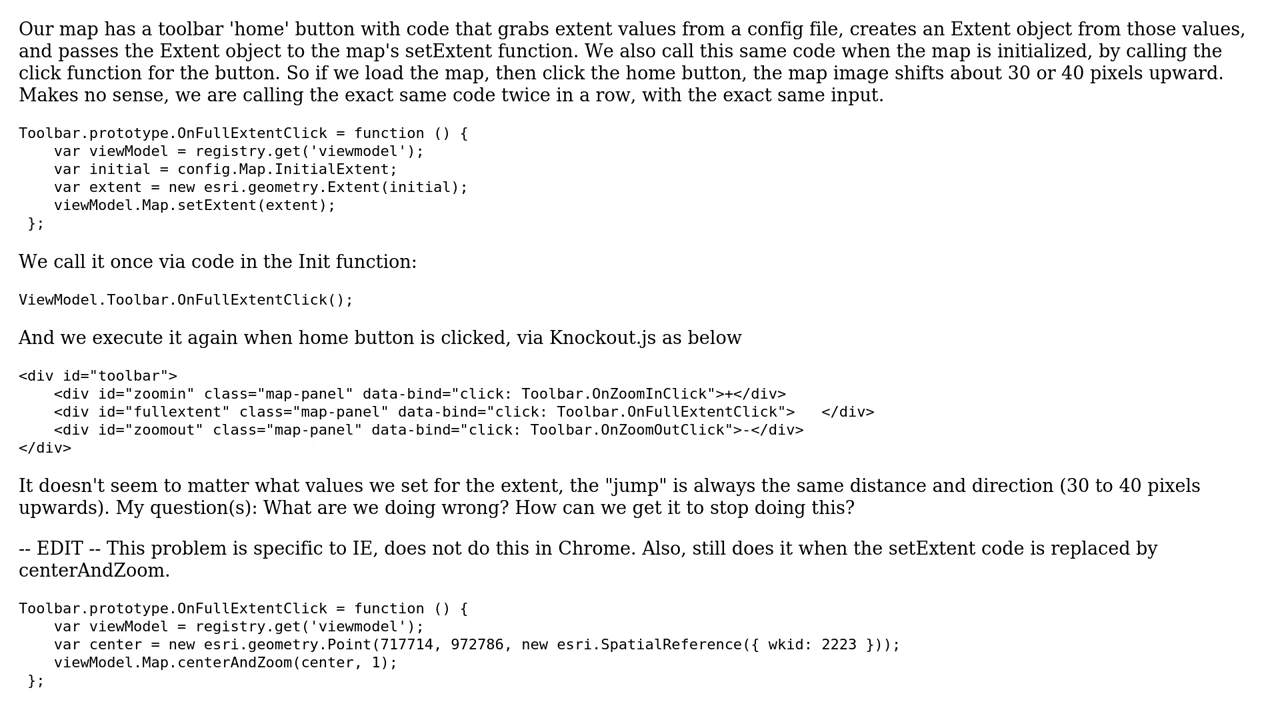 Our map has a toolbar 'home' button with code that grabs extent values from a config file, creates an Extent object from those values,
and passes the Extent object to the map's setExtent function. We also call this same code when the map is initialized, by calling the
click function for the button. So if we load the map, then click the home button, the map image shifts about 30 or 40 pixels upward.
Makes no sense, we are calling the exact same code twice in a row, with the exact same input.
Toolbar.prototype.OnFullExtentClick = function () {
    var viewModel = registry.get('viewmodel');
    var initial = config.Map.InitialExtent;
    var extent = new esri.geometry.Extent(initial);
    viewModel.Map.setExtent(extent);
 };
We call it once via code in the Init function:
ViewModel.Toolbar.OnFullExtentClick();
And we execute it again when home button is clicked, via Knockout.js as below
<div id="toolbar">
    <div id="zoomin" class="map-panel" data-bind="click: Toolbar.OnZoomInClick">+</div>
    <div id="fullextent" class="map-panel" data-bind="click: Toolbar.OnFullExtentClick">   </div>
    <div id="zoomout" class="map-panel" data-bind="click: Toolbar.OnZoomOutClick">-</div>
</div>
It doesn't seem to matter what values we set for the extent, the "jump" is always the same distance and direction (30 to 40 pixels
upwards). My question(s): What are we doing wrong? How can we get it to stop doing this?
-- EDIT -- This problem is specific to IE, does not do this in Chrome. Also, still does it when the setExtent code is replaced by
centerAndZoom.
Toolbar.prototype.OnFullExtentClick = function () {
    var viewModel = registry.get('viewmodel');
    var center = new esri.geometry.Point(717714, 972786, new esri.SpatialReference({ wkid: 2223 }));
    viewModel.Map.centerAndZoom(center, 1);
 };